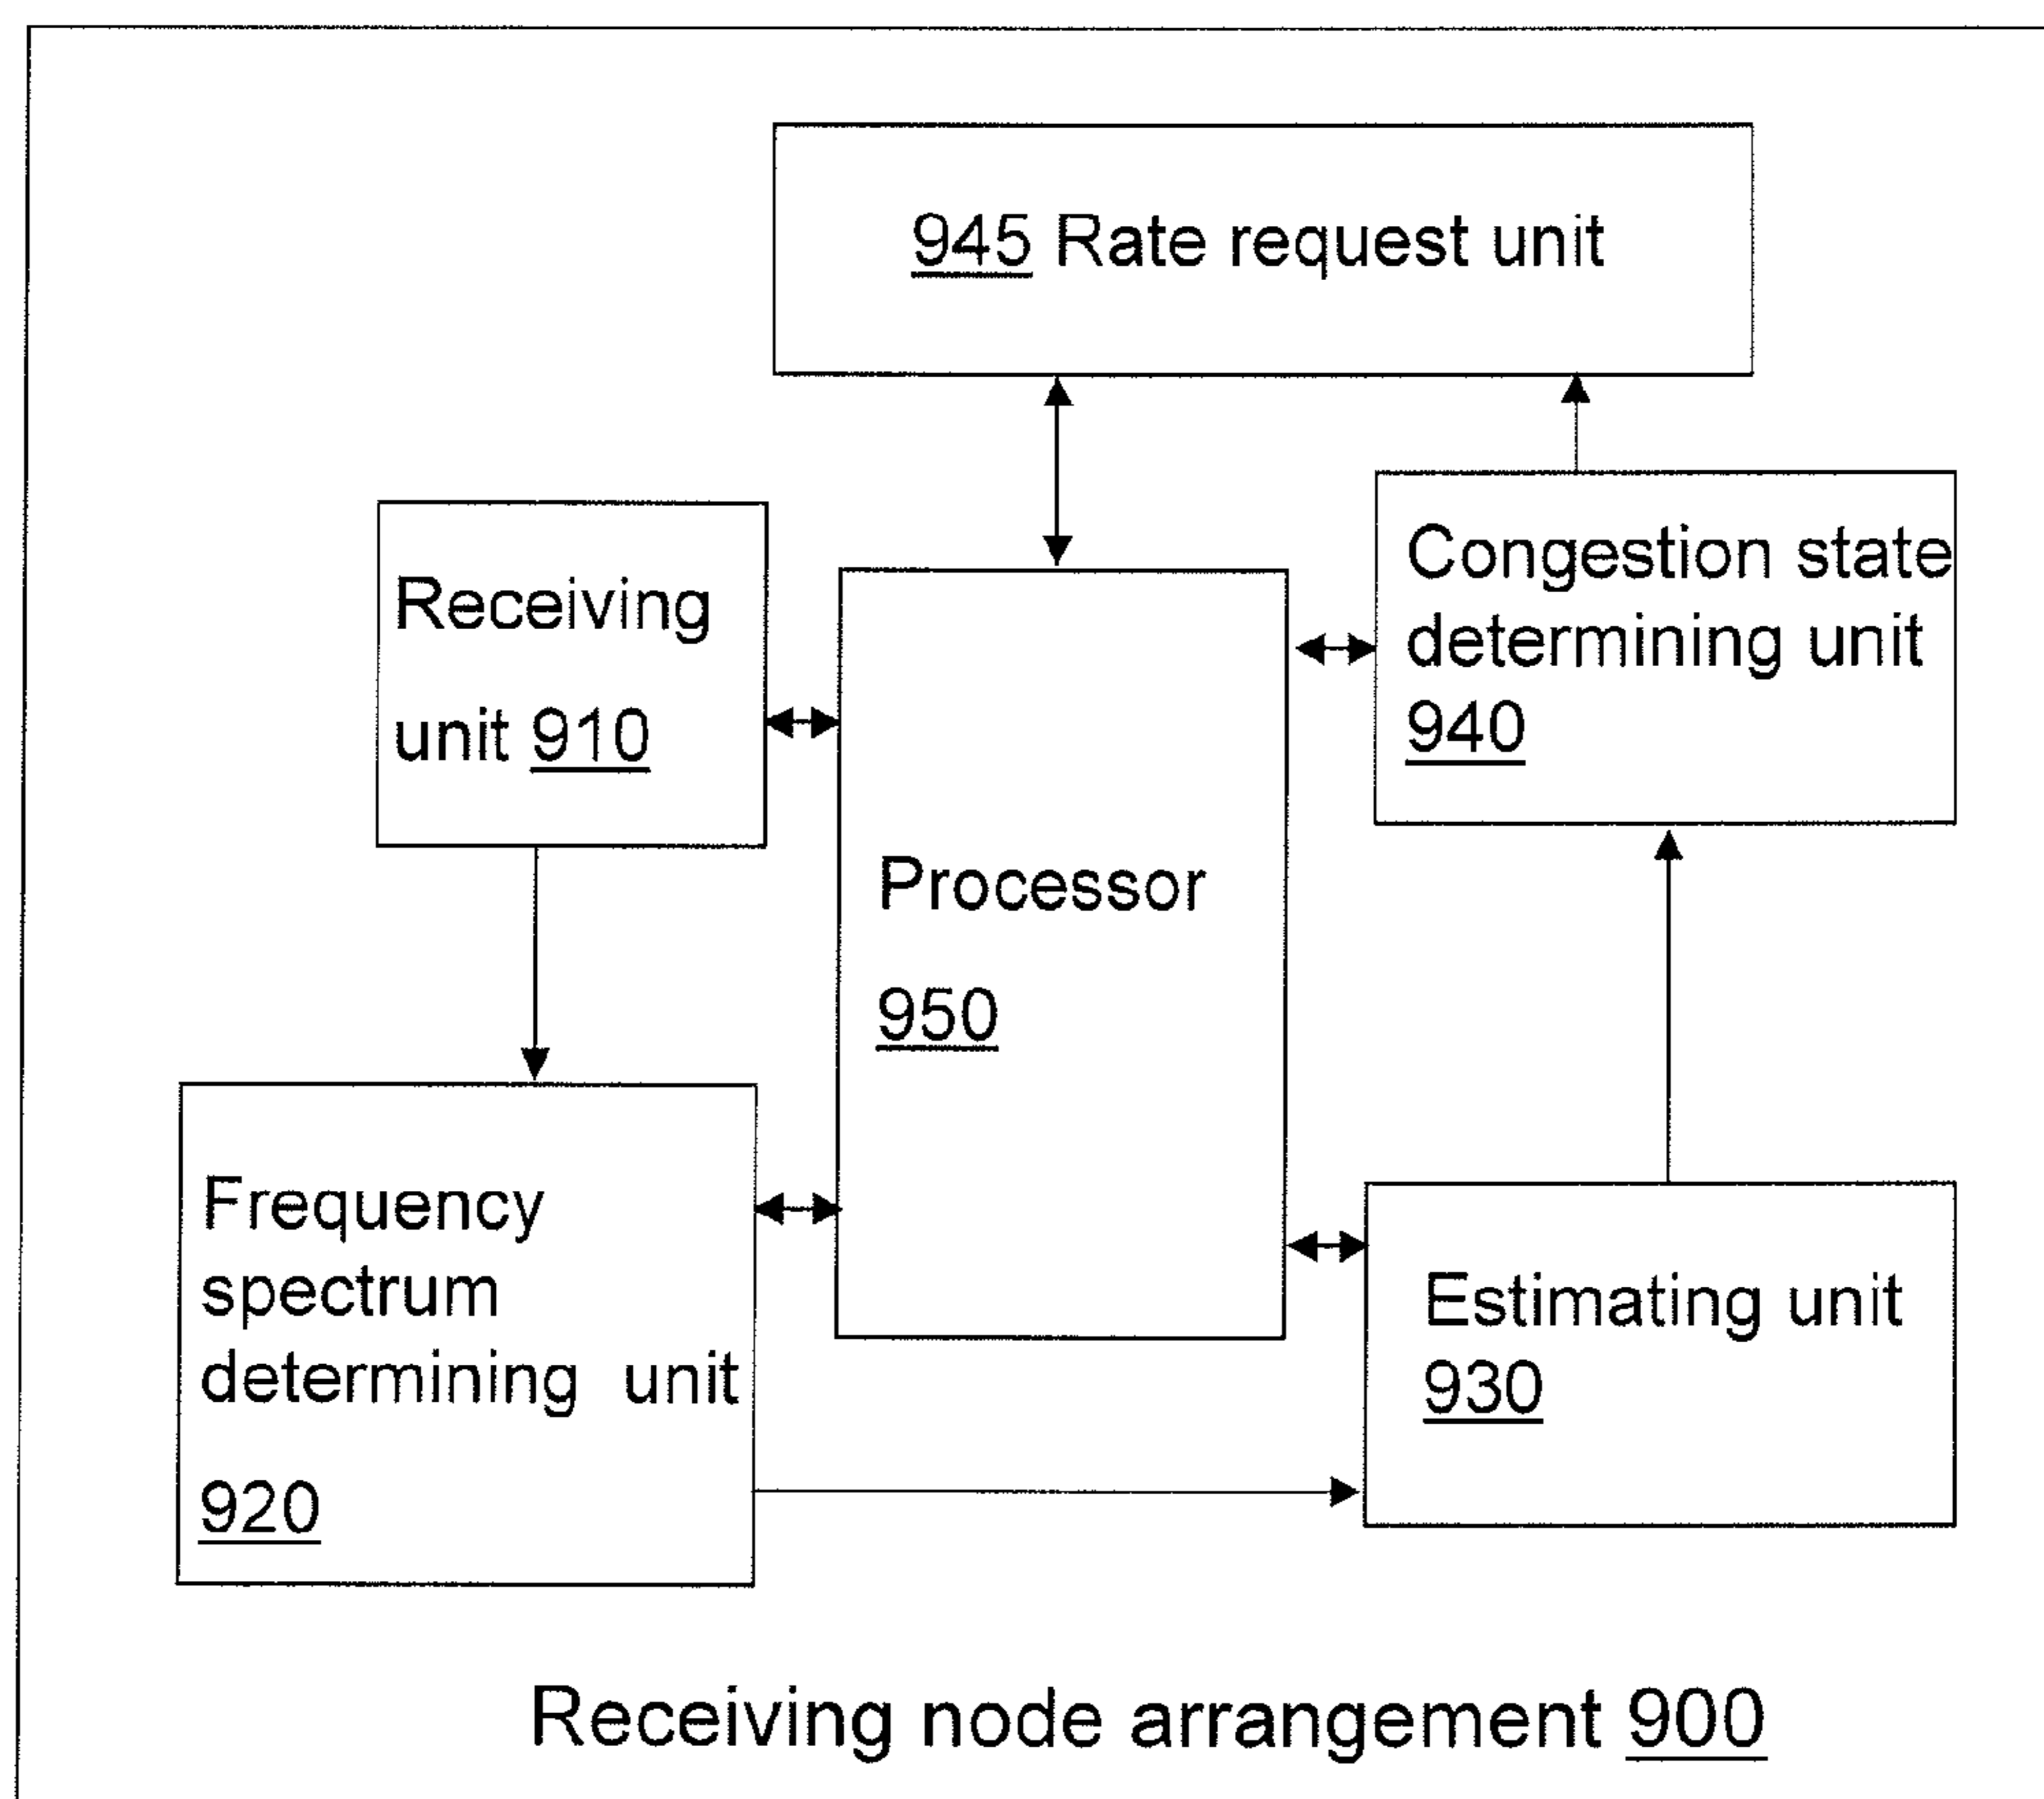 945 Rate request unit
Receiving
unit 910
Congestion state
determining unit
940
Processor
950
Frequency
spectrum
determining unit
920
Estimating unit
930
Receiving node arrangement 900